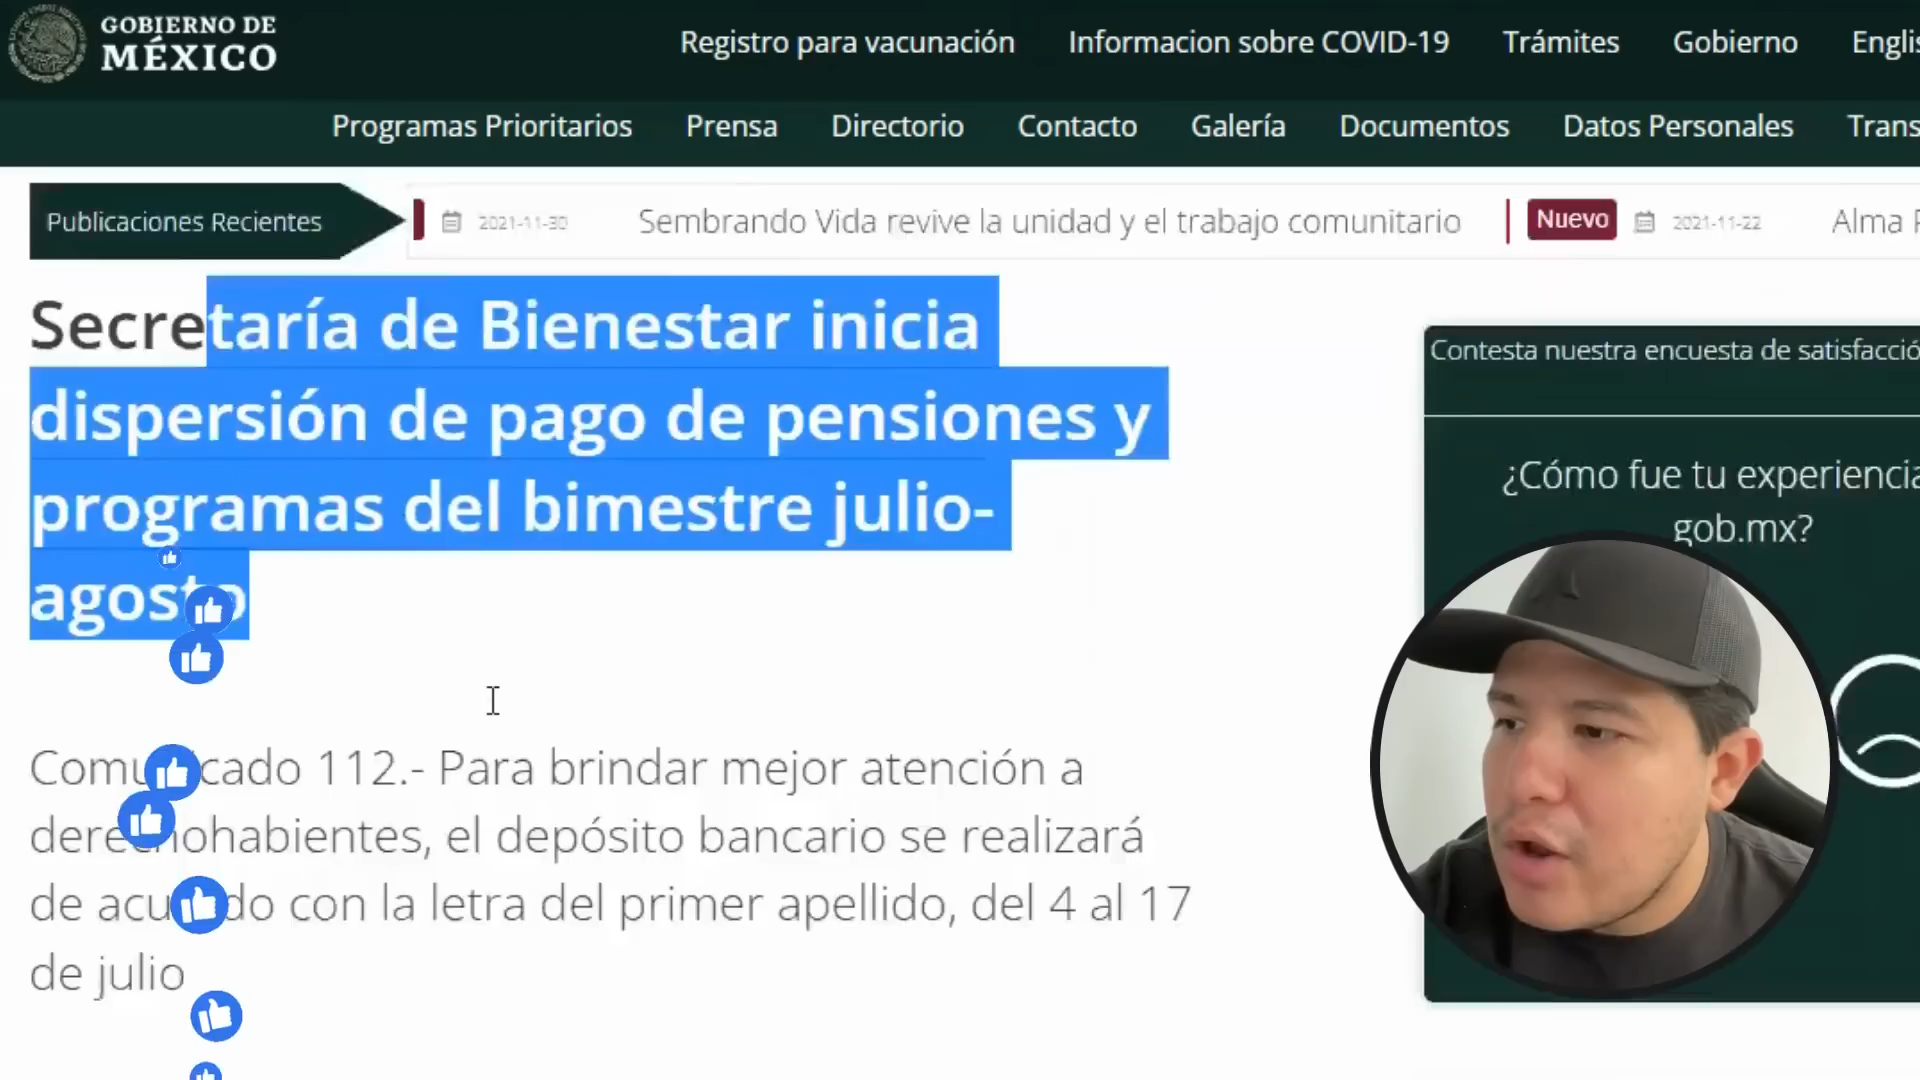 GOBIERNO DE
MÉXICO
Registro para vacunación Informacion sobre COVID-19 Trámites Gobierno
Programas Prioritarios Prensa Directorio Contacto Galería Documentos Datos Personales
Publicaciones Recientes 2021-11-30 Sembrando Vida revive la unidad y el trabajo comunitario Nuevo 2021-11-22 Alma
Secretaría de Bienestar inicia
dispersión de pago de pensiones y
programas del bimestre julio-
agosto
Contesta nuestra encuesta de
¿Cómo fue tu
gob.mx?
Comunicado 112.- Para brindar mejor atención a
derechohabientes, el depósito bancario se realizará
de acuerdo con la letra del primer apellido, del 4 al 17
de julio